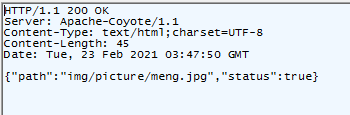 HTTP/1.1 200 OK
Server: Apache-Coyote/1.1
Content-Type: text/html;charset=UTF-8
Content-Length: 45
Date: Tue, 23 Feb 2021 03:47:50 GMT

{"path":"img/picture/meng.jpg","status":true}